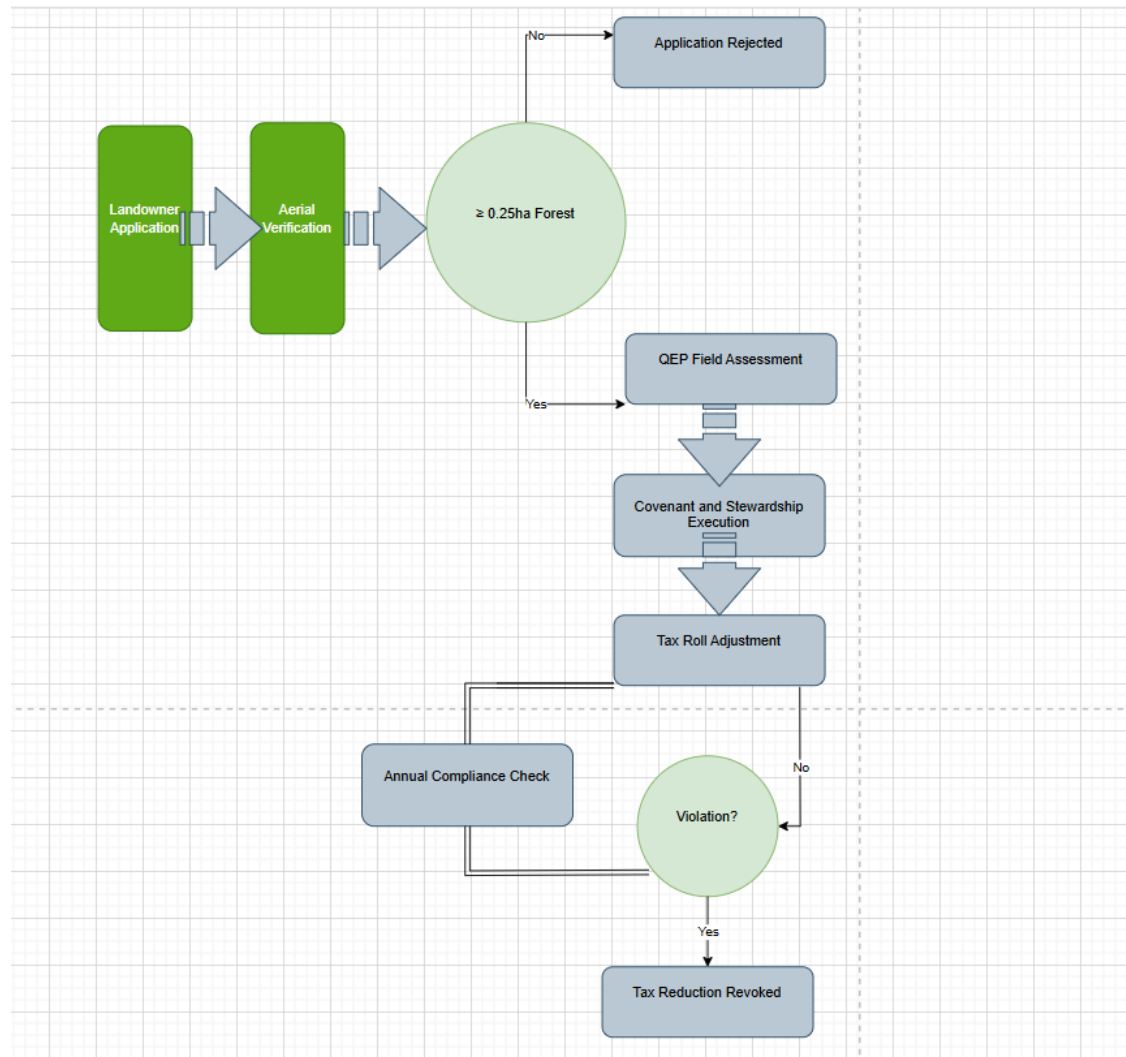 No
Application Rejected
Landowner
Application
Aerial
Verification
≥ 0.25ha Forest
QEP Field Assessment
Yes
Covenant and Stewardship
Execution
Tax Roll Adjustment
Annual Compliance Check
No
Violation?
Yes
Tax Reduction Revoked